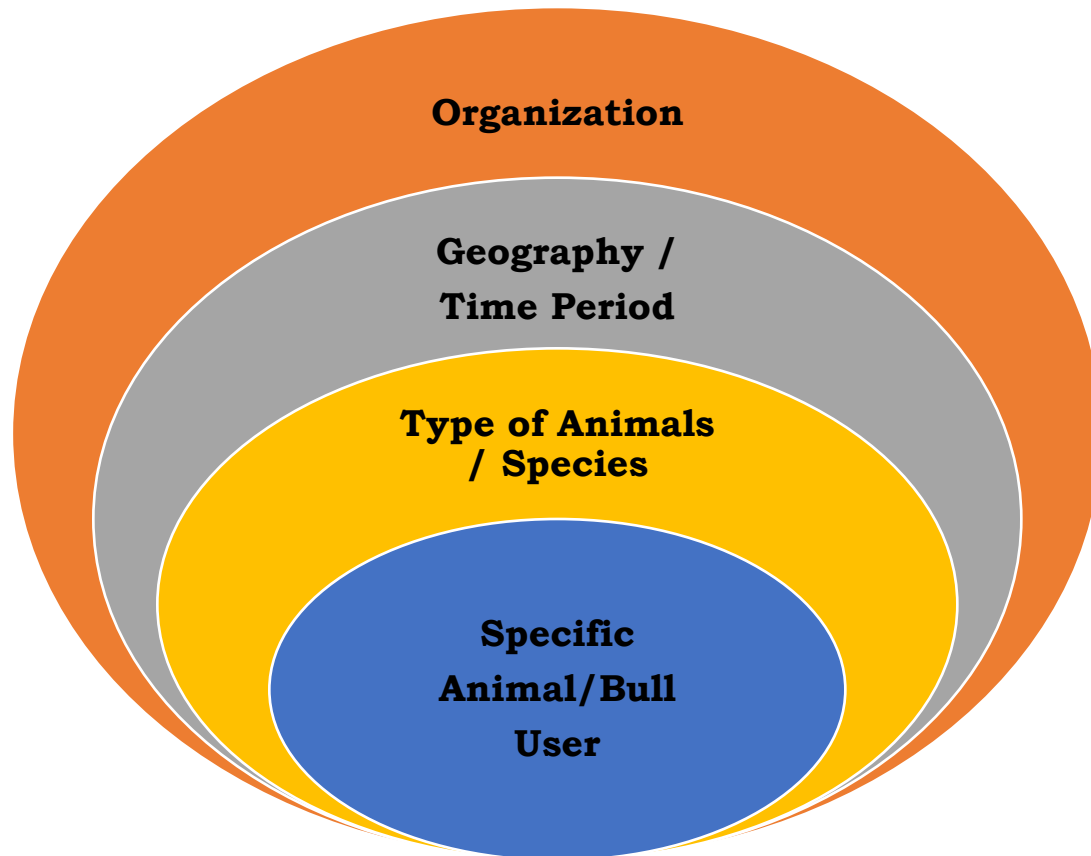 Organization
Geography /
Time Period
Type of Animals
/ Species
Specific
Animal/Bull
User